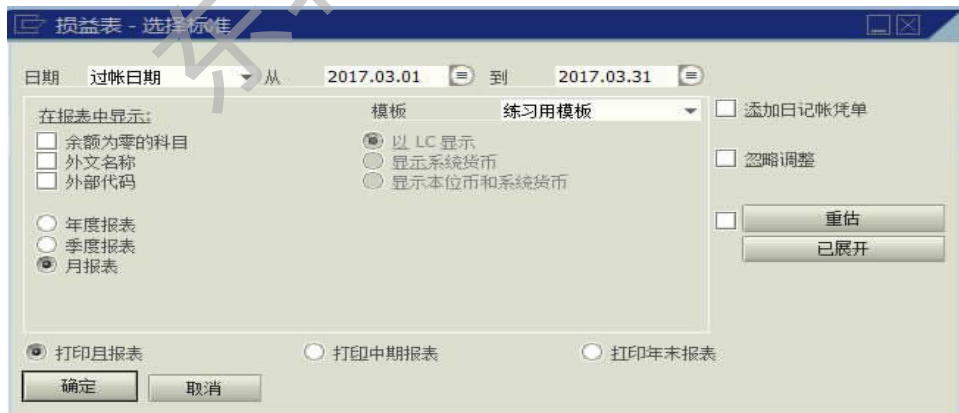 损益表 - 选择标准
日期 过帐日期 从 2017.03.01 到 2017.03.31
在报表中显示: 模板 练习用模板 添加日记帐凭单
余额为零的科目 以 LC 显示
外文名称 显示系统货币 忽略调整
外部代码 显示本位币和系统货币
年度报表 重估
季度报表 已展开
月报表
打印且报表 打印中期报表 打印年末报表
确定 取消